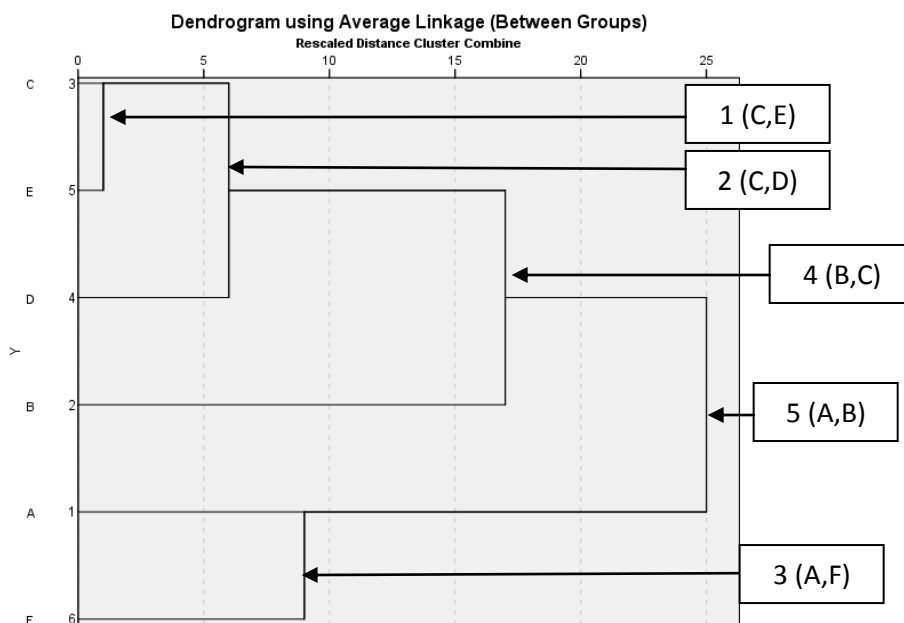 Dendrogram using Average Linkage (Between Groups)
Rescaled Distance Cluster Combine
0 5 10 15 20 25
C 3
1 (C,E)
2 (C,D)
E 5
4 (B,C)
D 4
Y
B 2
5 (A,B)
A 1
3 (A,F)
F 6